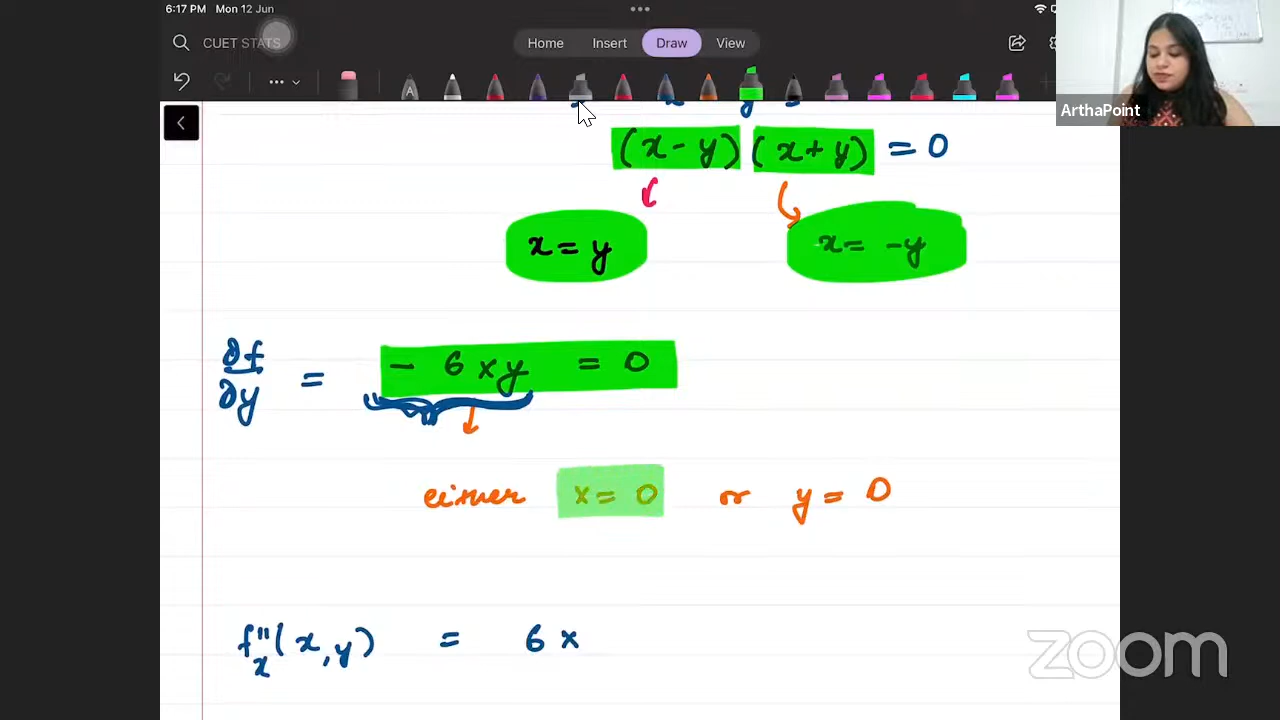 6:17 PM Mon 12 Jun
CUET STATS Home Insert Draw View
A
ArthaPoint
(x - y) (x + y) = 0
x = y x = -y
∂f/∂y = - 6xy = 0
either x = 0 or y = 0
f''x(x, y) = 6x
zoom